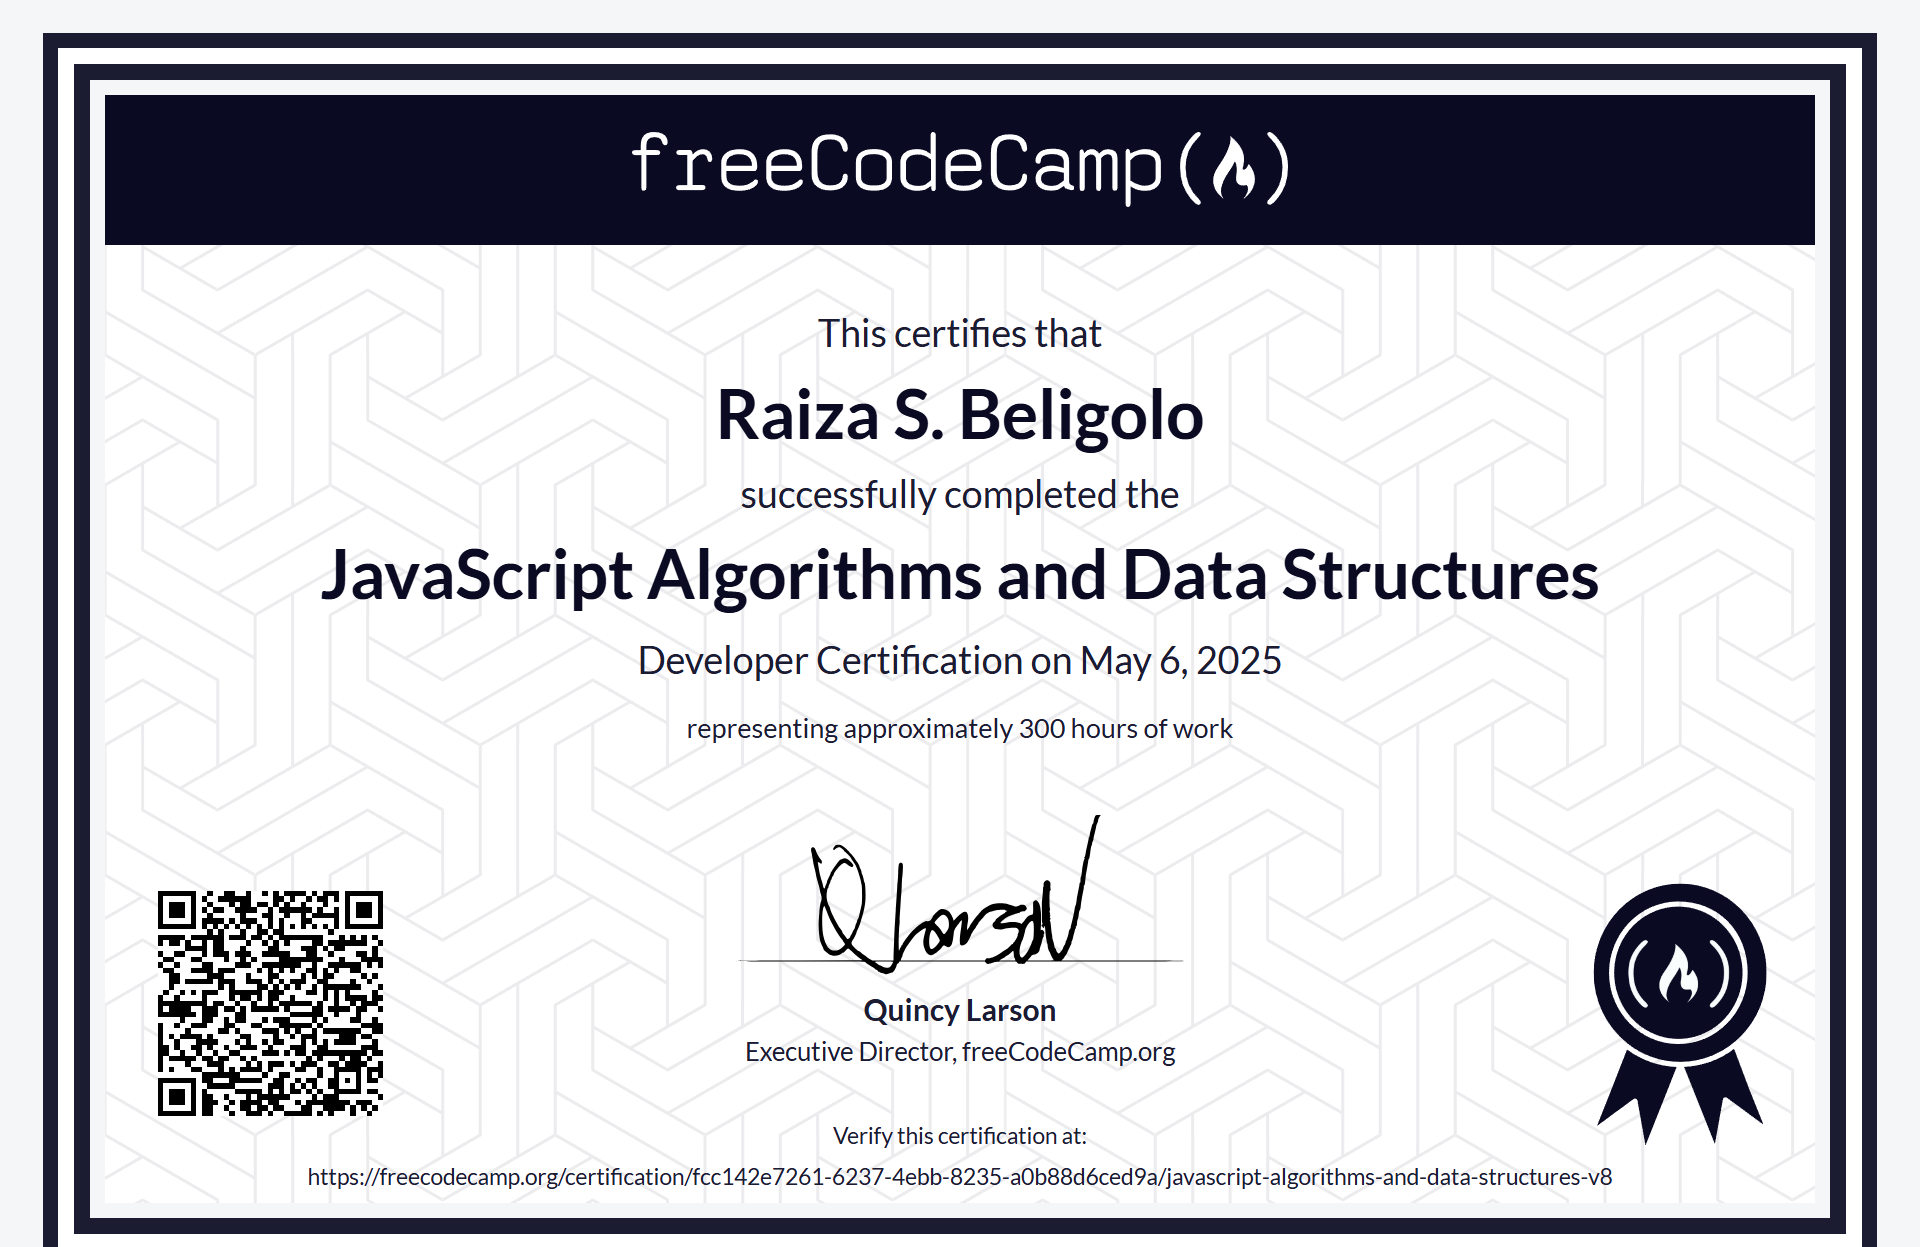 freeCodeCamp
This certifies that
Raiza S. Beligolo
successfully completed the
JavaScript Algorithms and Data Structures
Developer Certification on May 6, 2025
representing approximately 300 hours of work
Q Larson
Quincy Larson
Executive Director, freeCodeCamp.org
Verify this certification at:
https://freecodecamp.org/certification/fcc142e7261-6237-4ebb-8235-a0b88d6ced9a/javascript-algorithms-and-data-structures-v8